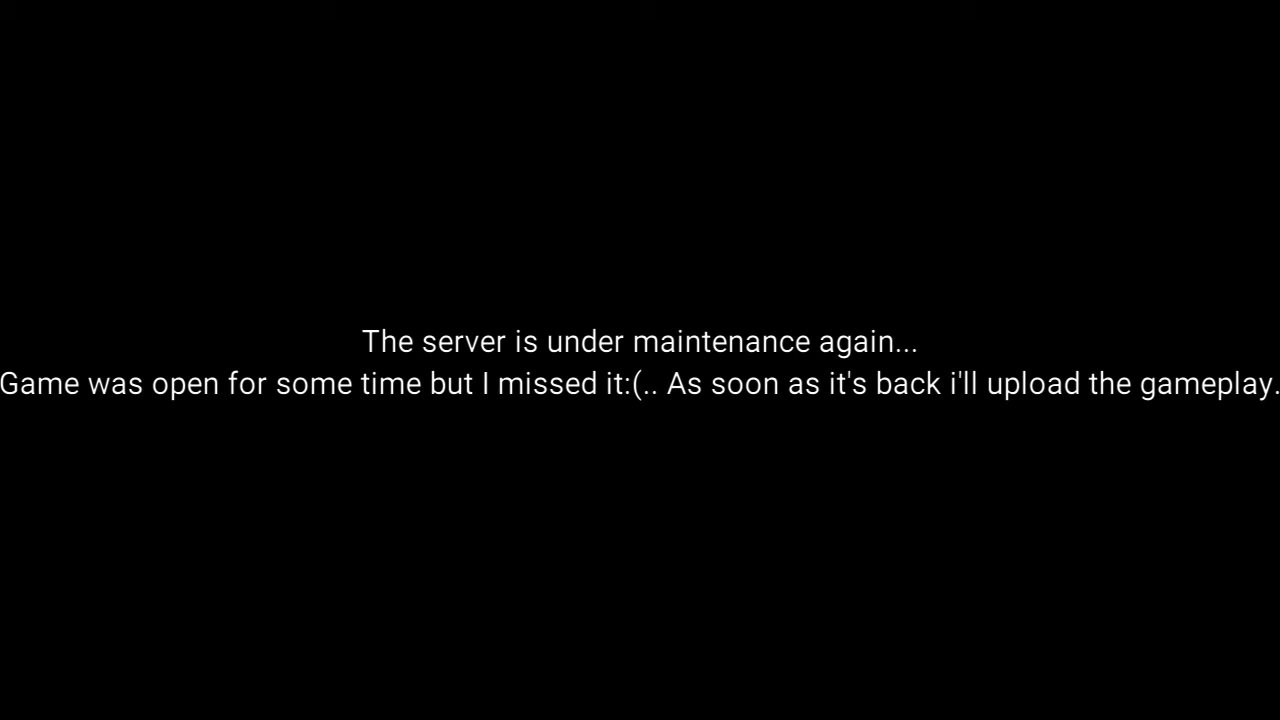 The server is under maintenance again...
Game was open for some time but I missed it:(.. As soon as it's back i'll upload the gameplay.